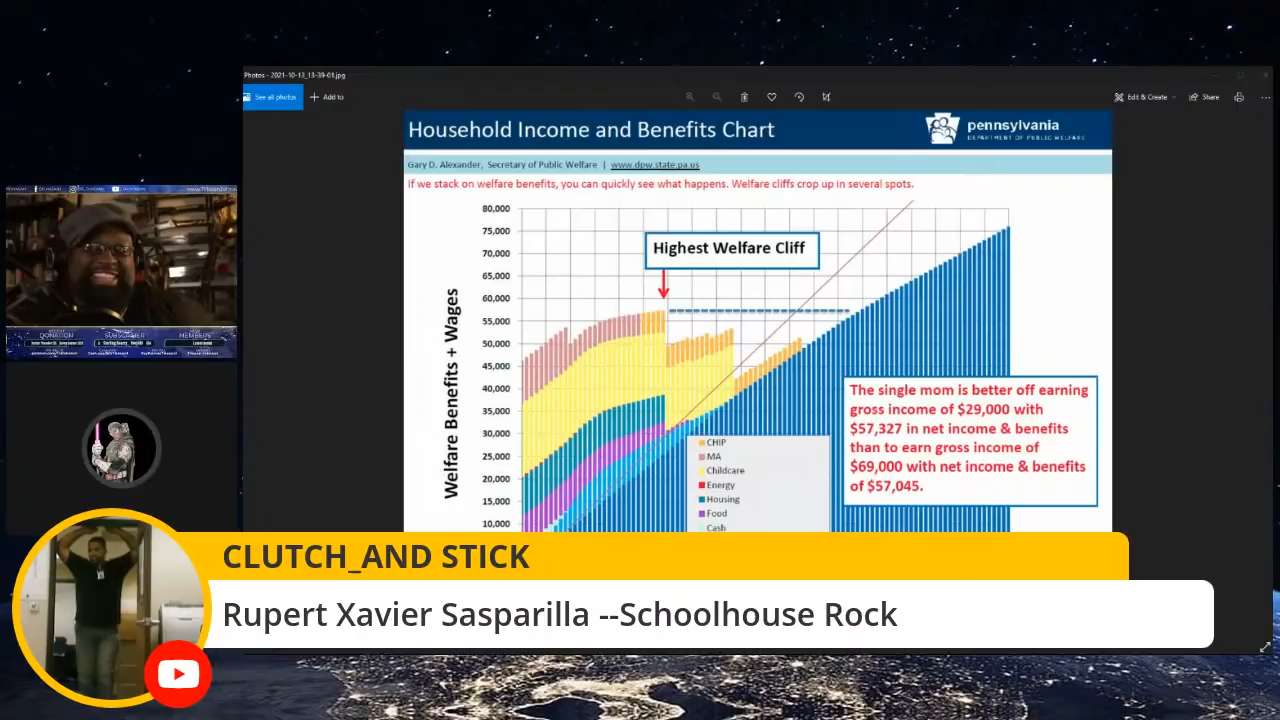 Photos - 2021-10-13_13-39-01.jpg
See all photos
Add to
Edit & Create
Share
Household Income and Benefits Chart
pennsylvania
DEPARTMENT OF PUBLIC WELFARE
Gary D. Alexander, Secretary of Public Welfare | www.dpw.state.pa.us
If we stack on welfare benefits, you can quickly see what happens. Welfare cliffs crop up in several spots.
Welfare Benefits + Wages
80,000
75,000
70,000
65,000
60,000
55,000
50,000
45,000
40,000
35,000
30,000
25,000
20,000
15,000
10,000
Highest Welfare Cliff
The single mom is better off earning
gross income of $29,000 with
$57,327 in net income & benefits
than to earn gross income of
$69,000 with net income & benefits
of $57,045.
CHIP
MA
Childcare
Energy
Housing
Food
Cash
DONATION
SUBSCRIBER
MEMBERS
CLUTCH_AND STICK
Rupert Xavier Sasparilla --Schoolhouse Rock